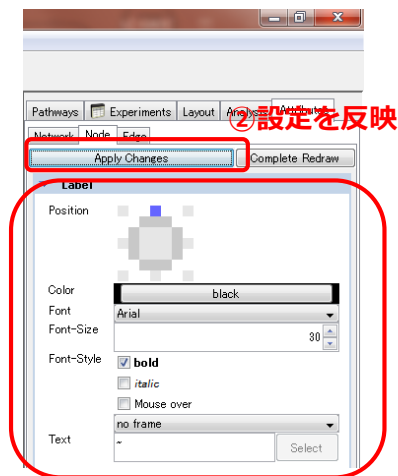 Pathways Experiments Layout Analysis Attributes
②設定を反映
Network Node Edge
Apply Changes Complete Redraw
Label
Position
Color black
Font Arial
Font-Size 30
Font-Style bold
italic
Mouse over
no frame
Text ~ Select